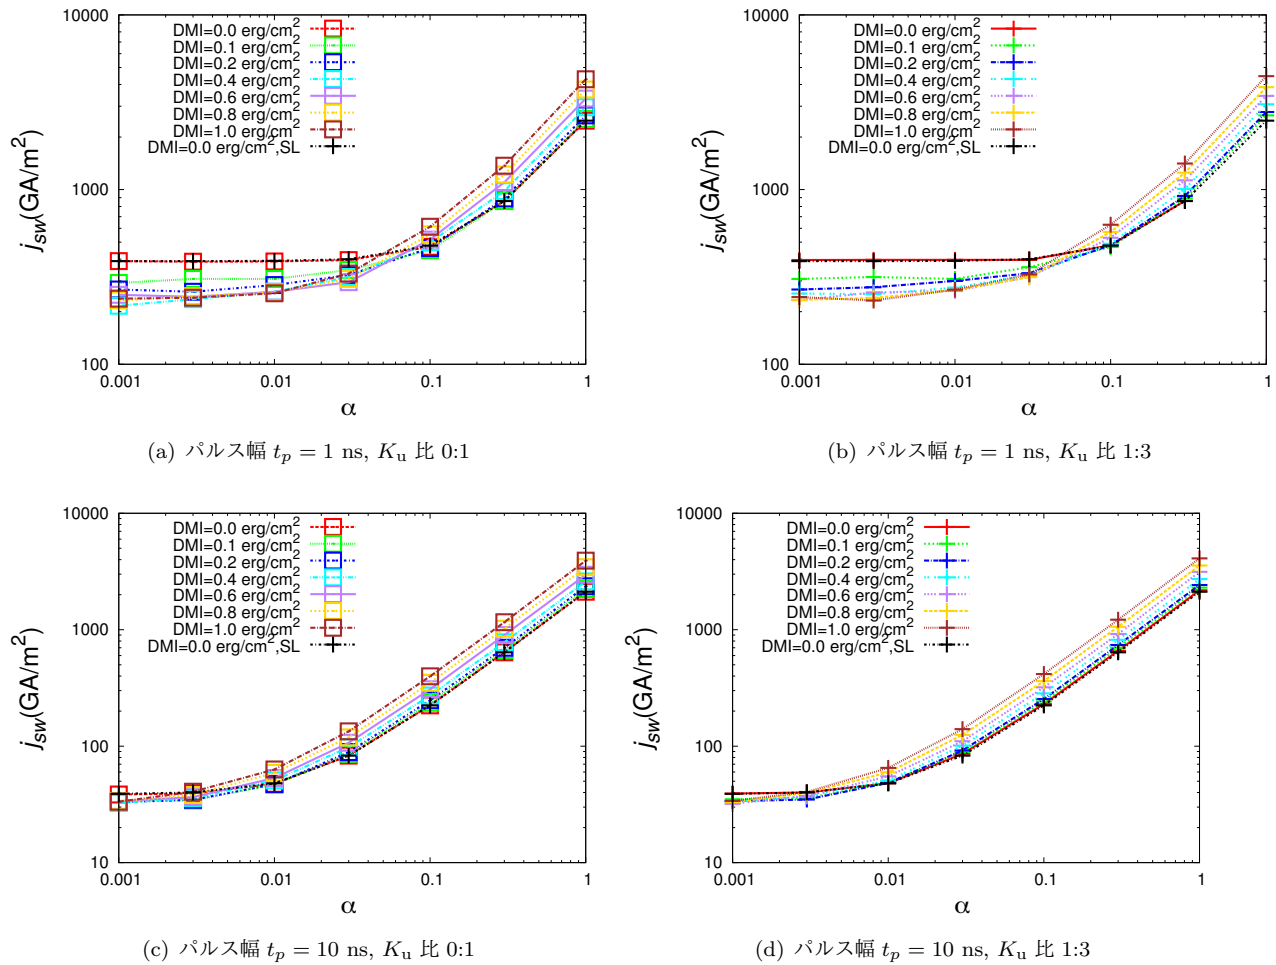 10000
1000
100
0.001
0.01
0.1
1
j_sw(GA/m²)
α
DMI=0.0 erg/cm²
DMI=0.1 erg/cm²
DMI=0.2 erg/cm²
DMI=0.4 erg/cm²
DMI=0.6 erg/cm²
DMI=0.8 erg/cm²
DMI=1.0 erg/cm²
DMI=0.0 erg/cm²,SL
(a) パルス幅 t_p = 1 ns, K_u 比 0:1
10000
1000
100
0.001
0.01
0.1
1
j_sw(GA/m²)
α
DMI=0.0 erg/cm²
DMI=0.1 erg/cm²
DMI=0.2 erg/cm²
DMI=0.4 erg/cm²
DMI=0.6 erg/cm²
DMI=0.8 erg/cm²
DMI=1.0 erg/cm²
DMI=0.0 erg/cm²,SL
(b) パルス幅 t_p = 1 ns, K_u 比 1:3
10000
1000
100
10
0.001
0.01
0.1
1
j_sw(GA/m²)
α
DMI=0.0 erg/cm²
DMI=0.1 erg/cm²
DMI=0.2 erg/cm²
DMI=0.4 erg/cm²
DMI=0.6 erg/cm²
DMI=0.8 erg/cm²
DMI=1.0 erg/cm²
DMI=0.0 erg/cm²,SL
(c) パルス幅 t_p = 10 ns, K_u 比 0:1
10000
1000
100
10
0.001
0.01
0.1
1
j_sw(GA/m²)
α
DMI=0.0 erg/cm²
DMI=0.1 erg/cm²
DMI=0.2 erg/cm²
DMI=0.4 erg/cm²
DMI=0.6 erg/cm²
DMI=0.8 erg/cm²
DMI=1.0 erg/cm²
DMI=0.0 erg/cm²,SL
(d) パルス幅 t_p = 10 ns, K_u 比 1:3